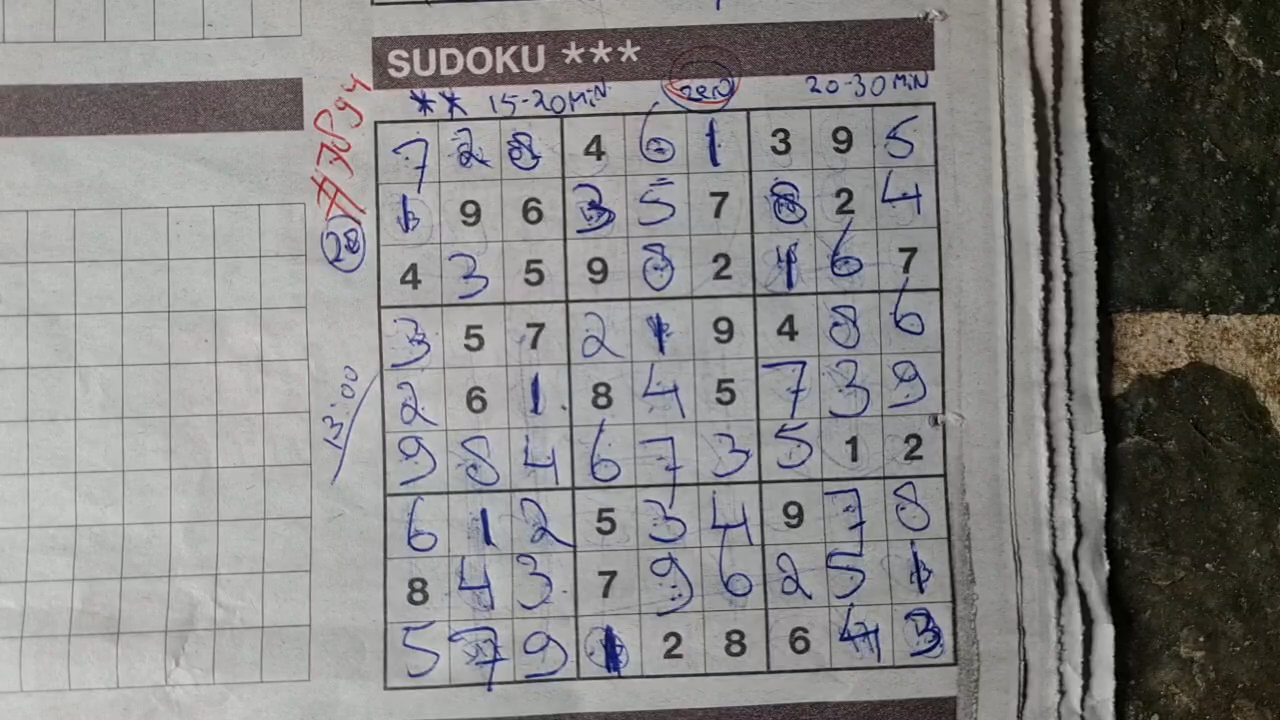 SUDOKU ***
** 15-20 MiN. zero 20-30 MiN
7 2 8 4 6 1 3 9 5
1 9 6 3 5 7 8 2 4
4 3 5 9 8 2 1 6 7
3 5 7 2 1 9 4 8 6
2 6 1 8 4 5 7 3 9
9 8 4 6 7 3 5 1 2
6 1 2 5 3 4 9 7 8
8 4 3 7 9 6 2 5 1
5 7 9 1 2 8 6 4 3
13:00